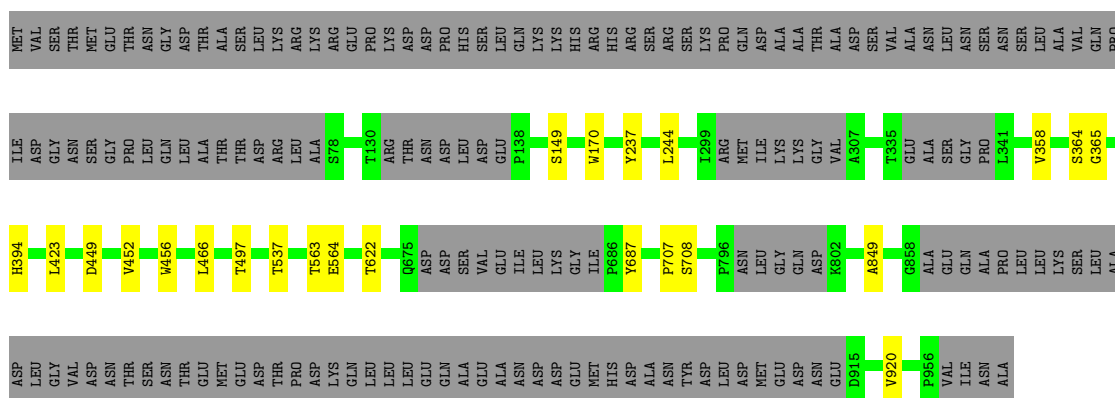 MET VAL SER THR MET GLU THR ASN GLY ASP THR ALA SER LEU LYS ARG LYS ARG GLU PRO LYS ASP ASP PRO HIS SER LEU GLN LYS LYS HIS ARG HIS ARG SER ARG SER LYS PRO GLN ASP ALA ALA THR ALA ASP SER VAL ALA ASN LEU ASN SER ASN SER LEU ALA VAL GLN PRO
ILE ASP GLY ASN SER GLY PRO LEU GLN LEU ALA THR THR ASP ARG LEU ALA S78 T130 ARG THR ASN ASP LEU ASP GLU P138 S149 W170 Y237 L244 I299 ARG MET ILE LYS LYS GLY VAL A307 T335 GLU ALA SER GLY PRO L341 V358 S364 G365
H394 L423 D449 V452 W456 L466 T497 T537 T563 E564 T622 Q675 ASP ASP SER VAL GLU ILE LEU LYS GLY ILE P686 Y687 P707 S708 P796 ASN LEU GLY GLN ASP K802 A849 G858 ALA GLU GLN ALA PRO LEU LEU LYS SER LEU ALA
ASP LEU GLY VAL ASP ASN THR SER ASN THR GLU MET GLU ASP THR PRO ASP LYS GLN LEU LEU LEU GLU GLN ALA GLU ALA ASN ASP ASP GLU MET HIS ASP ALA ASN TYR ASP LEU ASP MET GLU ASP ASN GLU D915 V920 P956 VAL ILE ASN ALA